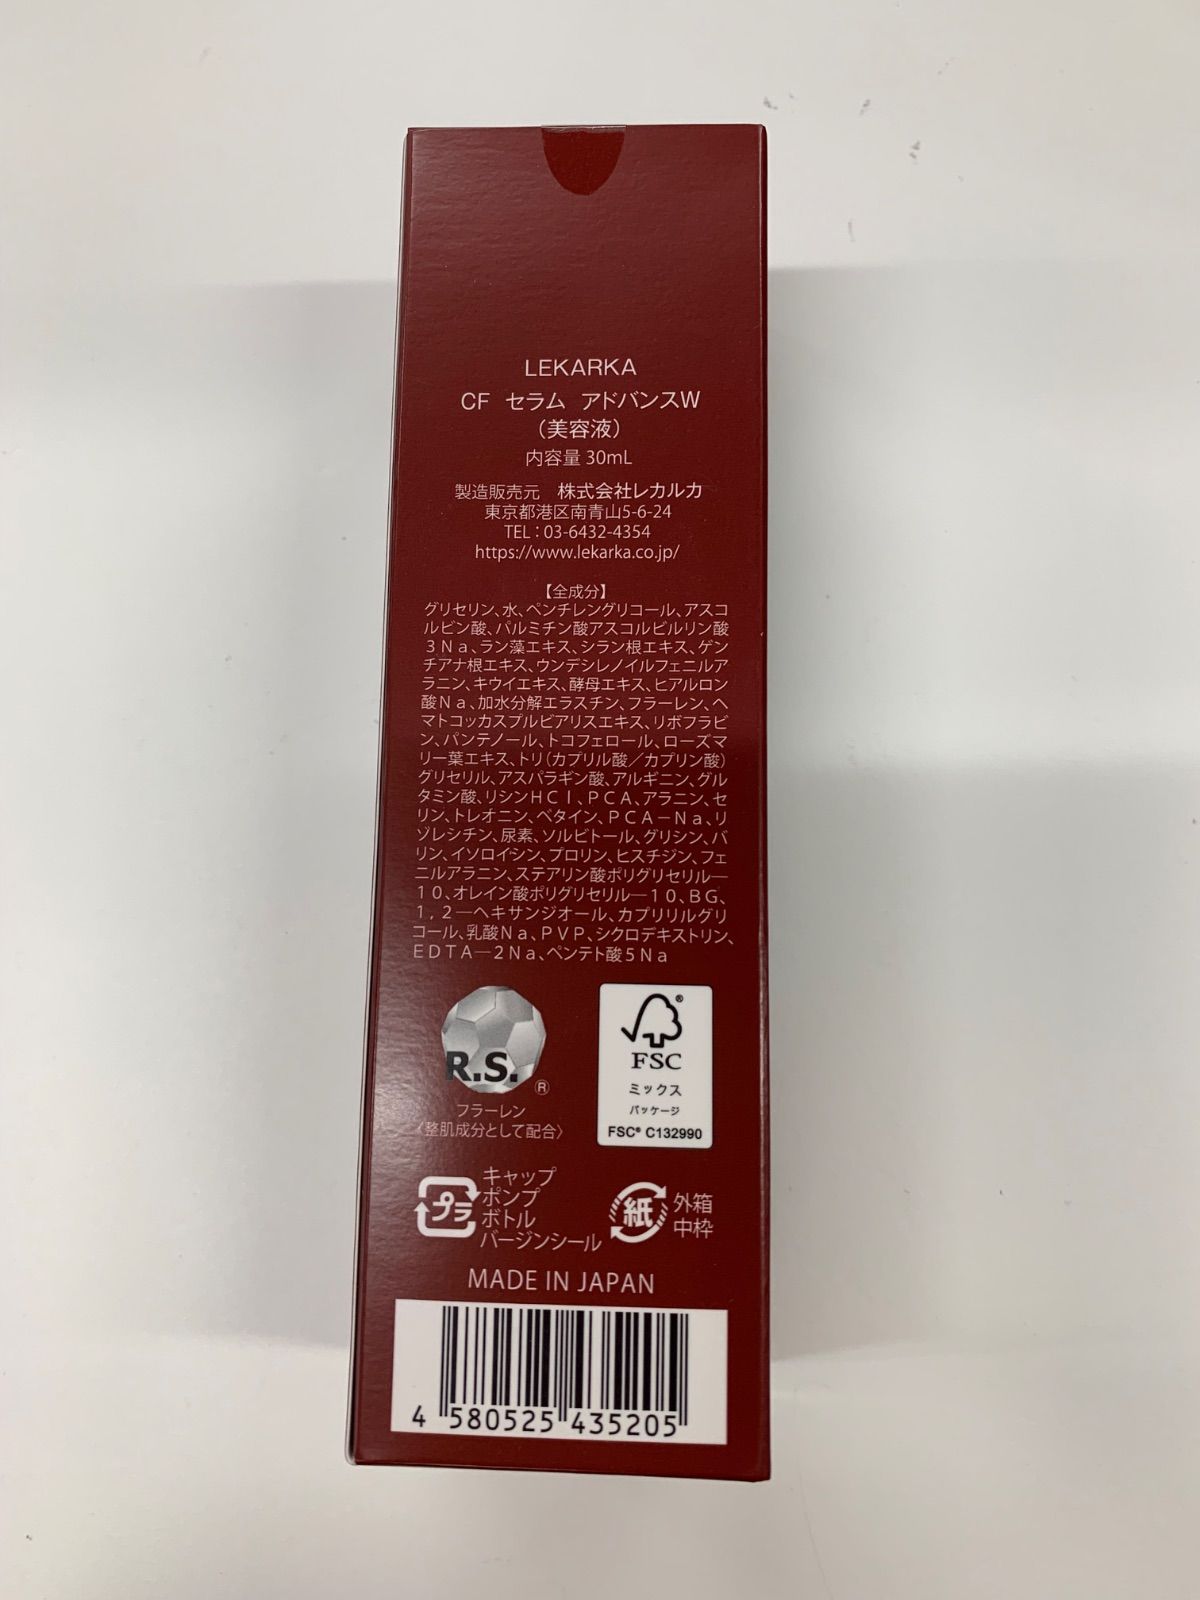 LEKARKA
CF セラム アドバンスW
（美容液）
内容量 30mL
製造販売元 株式会社レカルカ
東京都港区南青山5-6-24
TEL：03-6432-4354
https://www.lekarka.co.jp/
【全成分】
グリセリン、水、ペンチレングリコール、アスコ
ルビン酸、パルミチン酸アスコルビルリン酸
３Ｎａ、ラン藻エキス、シラン根エキス、ゲン
チアナ根エキス、ウンデシレノイルフェニルア
ラニン、キウイエキス、酵母エキス、ヒアルロン
酸Ｎａ、加水分解エラスチン、フラーレン、ヘ
マトコッカスプルビアリスエキス、リボフラビ
ン、パンテノール、トコフェロール、ローズマ
リー葉エキス、トリ（カプリル酸／カプリン酸）
グリセリル、アスパラギン酸、アルギニン、グル
タミン酸、リシンＨＣｌ、ＰＣＡ、アラニン、セ
リン、トレオニン、ベタイン、ＰＣＡ－Ｎａ、リ
ゾレシチン、尿素、ソルビトール、グリシン、バ
リン、イソロイシン、プロリン、ヒスチジン、フェ
ニルアラニン、ステアリン酸ポリグリセリル―
１０、オレイン酸ポリグリセリル―１０、ＢＧ、
１，２―ヘキサンジオール、カプリリルグリ
コール、乳酸Ｎａ、ＰＶＰ、シクロデキストリン、
ＥＤＴＡ―２Ｎａ、ペンテト酸５Ｎａ
R.S.®
フラーレン
〈整肌成分として配合〉
®
FSC
ミックス
パッケージ
FSC® C132990
プラ
キャップ
ポンプ
ボトル
バージンシール
紙
外箱
中枠
MADE IN JAPAN
4 580525 435205